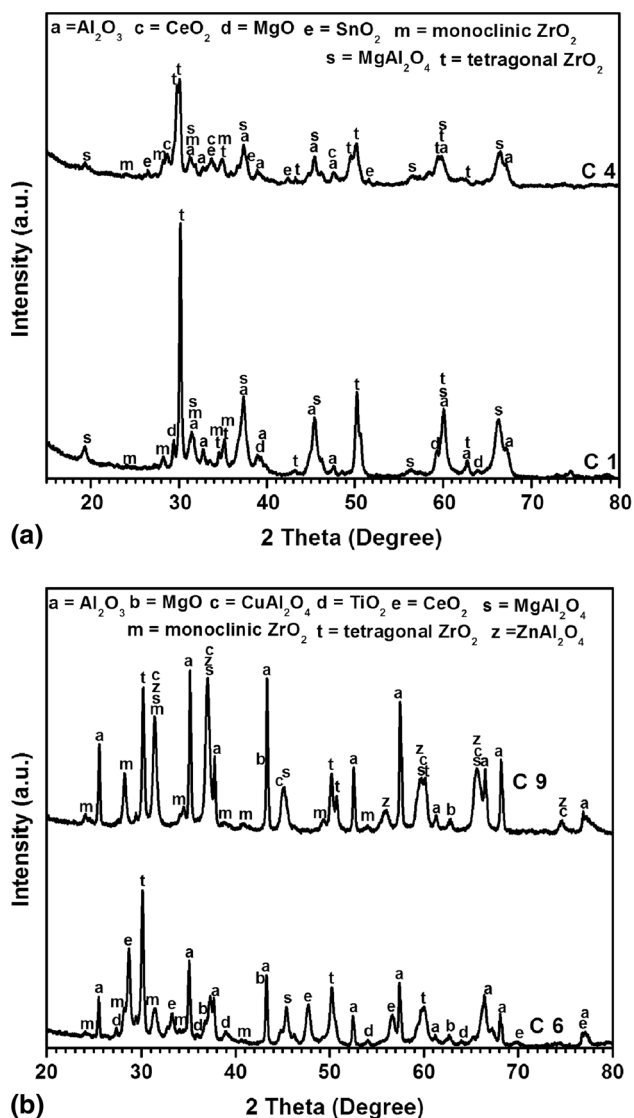 a =Al₂O₃ c = CeO₂ d = MgO e = SnO₂ m = monoclinic ZrO₂
s = MgAl₂O₄ t = tetragonal ZrO₂
Intensity (a.u.)
s m e m c t t s m a a c e m t s a e a s a c a e t t t e s s t t a t s a
C 4
s m m d t s m a a m t m t s a a d a s t a t s t s a d t a d s a
C 1
20 30 40 50 60 70 80
2 Theta (Degree)
(a)
a = Al₂O₃ b = MgO c = CuAl₂O₄ d = TiO₂ e = CeO₂ s = MgAl₂O₄
m = monoclinic ZrO₂ t = tetragonal ZrO₂ z =ZnAl₂O₄
Intensity (a.u.)
m a m t c z s m m a c z s a m m b a c s m t t a m z a z c s t a b z c s a a z c a
C 9
m a d m e t m e m a d b a d m b a s e t a d e a t a b d a a e a e
C 6
20 30 40 50 60 70 80
2 Theta (Degree)
(b)